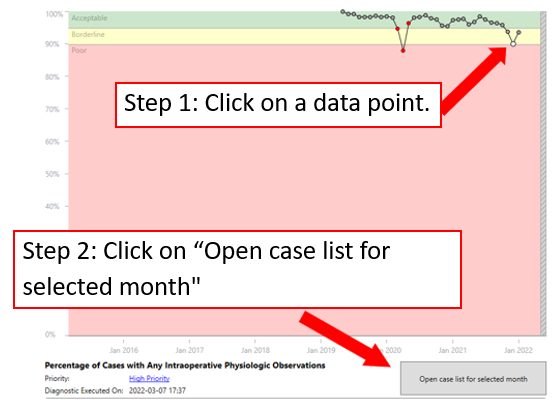 100%
Acceptable
Borderline
90%
Poor
80%
Step 1: Click on a data point.
70%
60%
50%
40%
Step 2: Click on “Open case list for
selected month"
0%
Jan 2016
Jan 2017
Jan 2018
Jan 2019
Jan 2020
Jan 2021
Jan 2022
Percentage of Cases with Any Intraoperative Physiologic Observations
Priority: High Priority
Diagnostic Executed On: 2022-03-07 17:37
Open case list for selected month